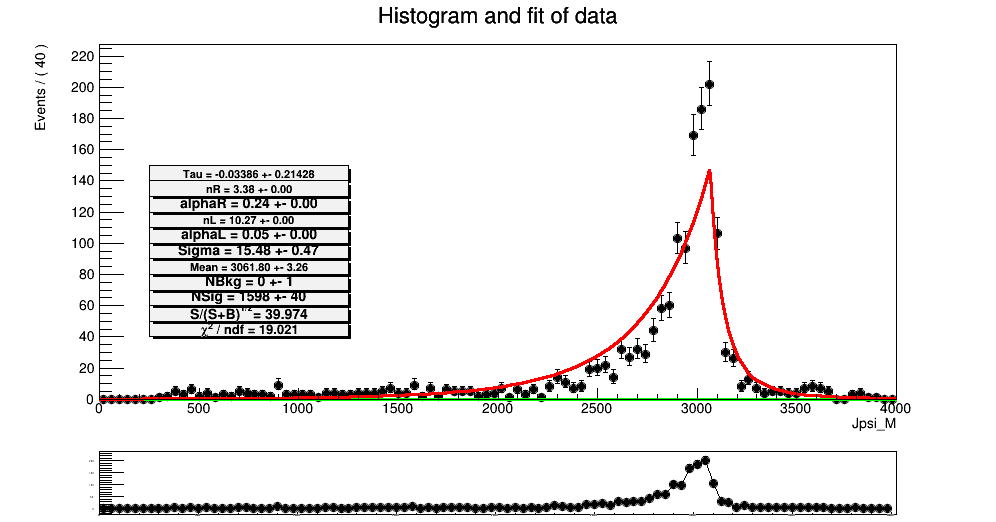 Histogram and fit of data
Events / ( 40 )
220
200
180
160
140
120
100
80
60
40
20
0
Tau = -0.03386 +- 0.21428
nR = 3.38 +- 0.00
alphaR = 0.24 +- 0.00
nL = 10.27 +- 0.00
alphaL = 0.05 +- 0.00
Sigma = 15.48 +- 0.47
Mean = 3061.80 +- 3.26
NBkg = 0 +- 1
NSig = 1598 +- 40
S/(S+B)^1/2 = 39.974
χ² / ndf = 19.021
0 500 1000 1500 2000 2500 3000 3500 4000
Jpsi_M